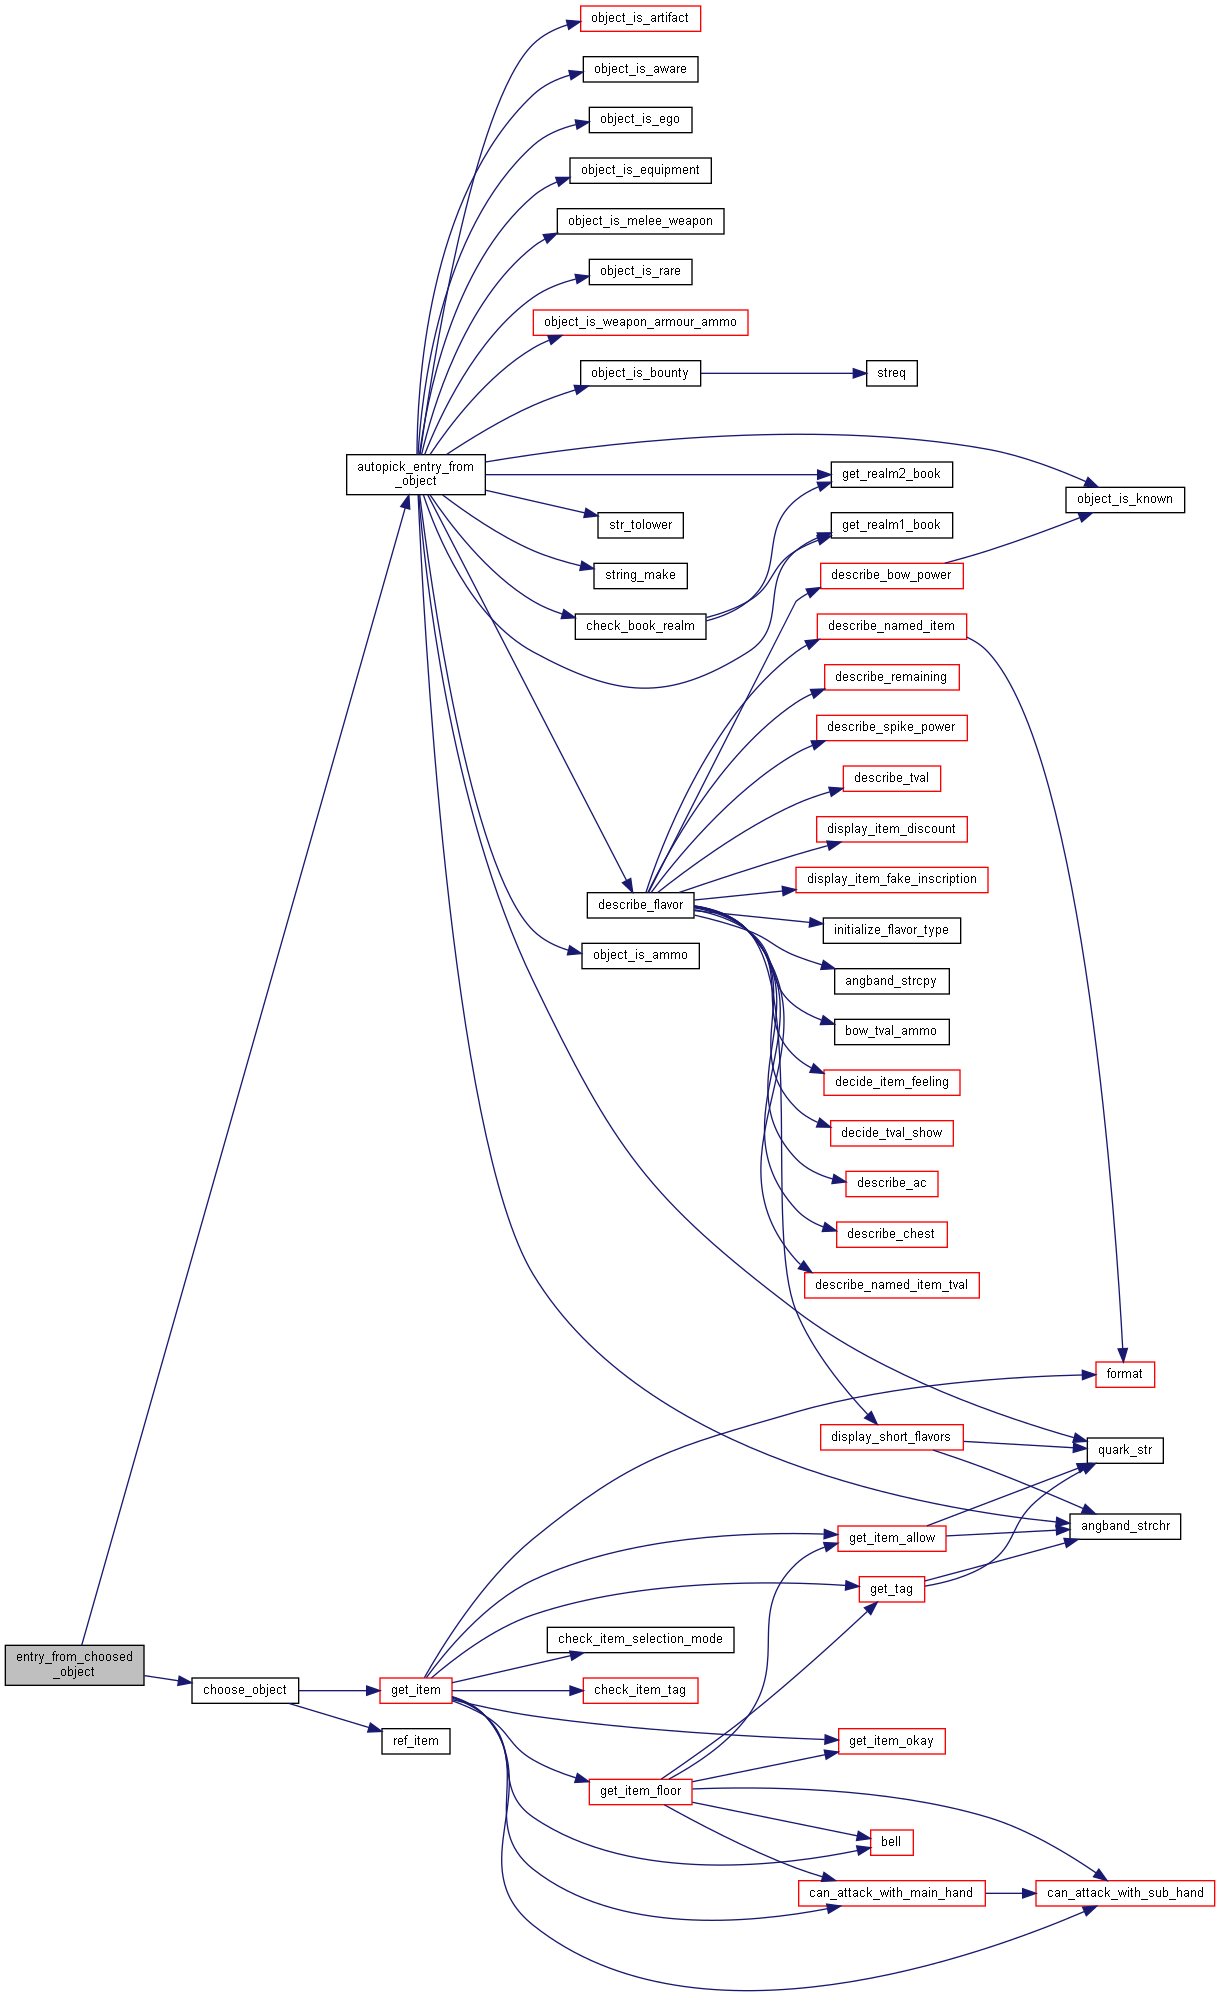 object_is_artifact
object_is_aware
object_is_ego
object_is_equipment
object_is_melee_weapon
object_is_rare
object_is_weapon_armour_ammo
object_is_bounty
streq
autopick_entry_from
_object
get_realm2_book
object_is_known
str_tolower
get_realm1_book
string_make
describe_bow_power
check_book_realm
describe_named_item
describe_remaining
describe_spike_power
describe_tval
display_item_discount
display_item_fake_inscription
describe_flavor
initialize_flavor_type
object_is_ammo
angband_strcpy
bow_tval_ammo
decide_item_feeling
decide_tval_show
describe_ac
describe_chest
describe_named_item_tval
format
display_short_flavors
quark_str
angband_strchr
get_item_allow
get_tag
check_item_selection_mode
entry_from_choosed
_object
choose_object
get_item
check_item_tag
ref_item
get_item_okay
get_item_floor
bell
can_attack_with_main_hand
can_attack_with_sub_hand